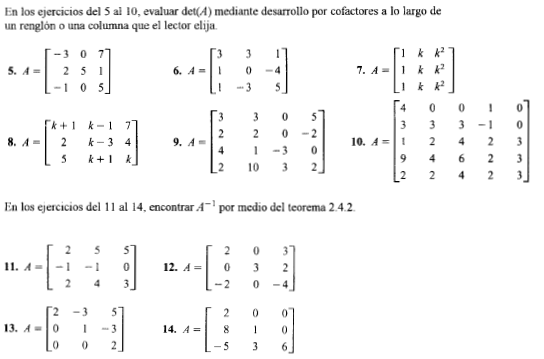 En los ejercicios del 5 al 10, evaluar det(A) mediante desarrollo por cofactores a lo largo de
un renglón o una columna que el lector elija.
5. A = [−3 0 7
2 5 1
−1 0 5]
6. A = [3 3 1
1 0 −4
1 −3 5]
7. A = [1 k k²
1 k k²
1 k k²]
8. A = [k + 1 k − 1 7
2 k − 3 4
5 k + 1 k]
9. A = [3 3 0 5
2 2 0 −2
4 1 −3 0
2 10 3 2]
10. A = [4 0 0 1 0
3 3 3 −1 0
1 2 4 2 3
9 4 6 2 3
2 2 4 2 3]
En los ejercicios del 11 al 14, encontrar A⁻¹ por medio del teorema 2.4.2.
11. A = [2 5 5
−1 −1 0
2 4 3]
12. A = [2 0 3
0 3 2
−2 0 −4]
13. A = [2 −3 5
0 1 −3
0 0 2]
14. A = [2 0 0
8 1 0
−5 3 6]